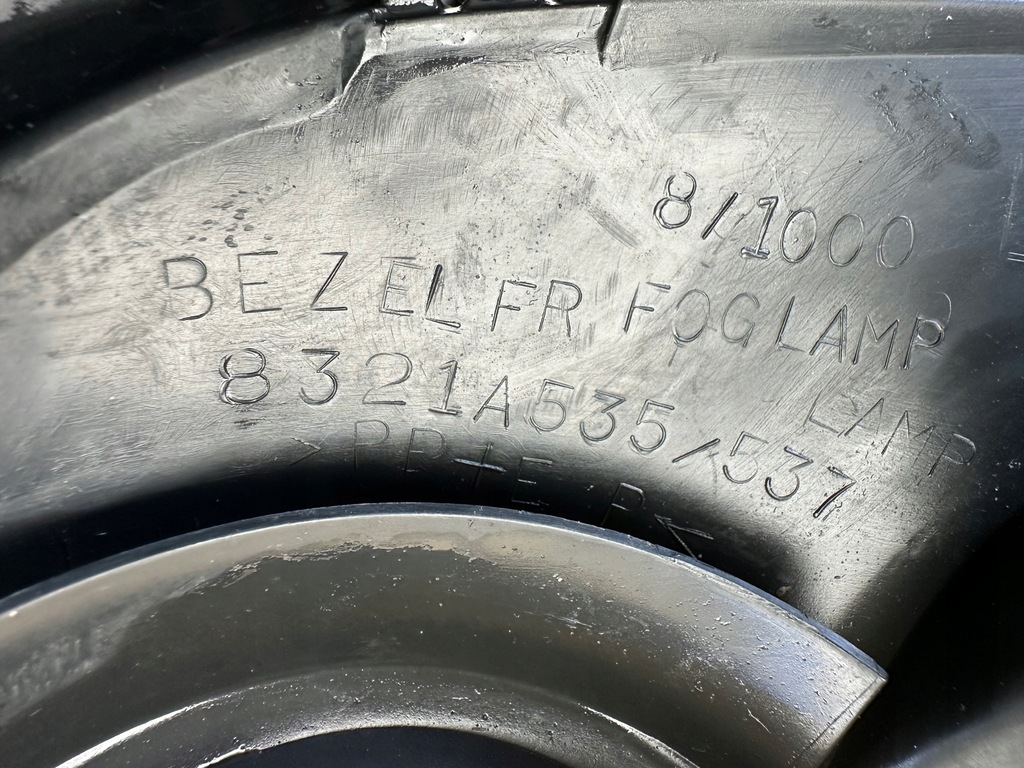 8/1000
BEZEL FR FOG LAMP
8321A535/537
LAMP
>PP+E P<